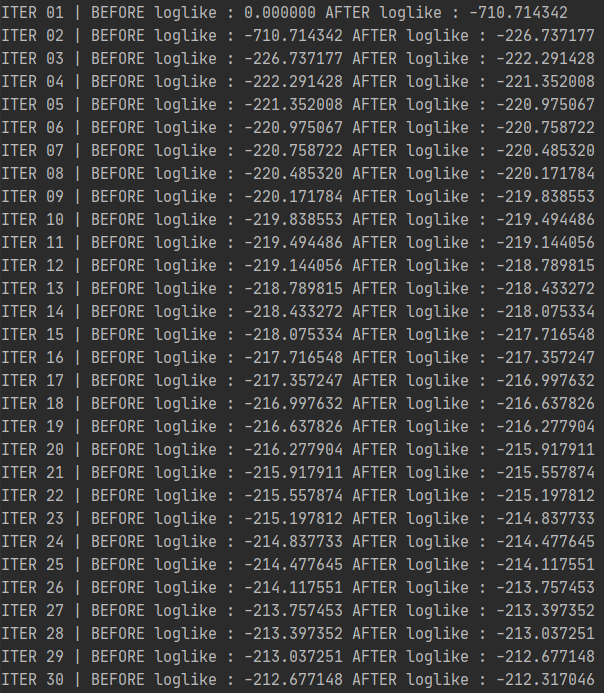 ITER 01 | BEFORE loglike : 0.000000 AFTER loglike : -710.714342
ITER 02 | BEFORE loglike : -710.714342 AFTER loglike : -226.737177
ITER 03 | BEFORE loglike : -226.737177 AFTER loglike : -222.291428
ITER 04 | BEFORE loglike : -222.291428 AFTER loglike : -221.352008
ITER 05 | BEFORE loglike : -221.352008 AFTER loglike : -220.975067
ITER 06 | BEFORE loglike : -220.975067 AFTER loglike : -220.758722
ITER 07 | BEFORE loglike : -220.758722 AFTER loglike : -220.485320
ITER 08 | BEFORE loglike : -220.485320 AFTER loglike : -220.171784
ITER 09 | BEFORE loglike : -220.171784 AFTER loglike : -219.838553
ITER 10 | BEFORE loglike : -219.838553 AFTER loglike : -219.494486
ITER 11 | BEFORE loglike : -219.494486 AFTER loglike : -219.144056
ITER 12 | BEFORE loglike : -219.144056 AFTER loglike : -218.789815
ITER 13 | BEFORE loglike : -218.789815 AFTER loglike : -218.433272
ITER 14 | BEFORE loglike : -218.433272 AFTER loglike : -218.075334
ITER 15 | BEFORE loglike : -218.075334 AFTER loglike : -217.716548
ITER 16 | BEFORE loglike : -217.716548 AFTER loglike : -217.357247
ITER 17 | BEFORE loglike : -217.357247 AFTER loglike : -216.997632
ITER 18 | BEFORE loglike : -216.997632 AFTER loglike : -216.637826
ITER 19 | BEFORE loglike : -216.637826 AFTER loglike : -216.277904
ITER 20 | BEFORE loglike : -216.277904 AFTER loglike : -215.917911
ITER 21 | BEFORE loglike : -215.917911 AFTER loglike : -215.557874
ITER 22 | BEFORE loglike : -215.557874 AFTER loglike : -215.197812
ITER 23 | BEFORE loglike : -215.197812 AFTER loglike : -214.837733
ITER 24 | BEFORE loglike : -214.837733 AFTER loglike : -214.477645
ITER 25 | BEFORE loglike : -214.477645 AFTER loglike : -214.117551
ITER 26 | BEFORE loglike : -214.117551 AFTER loglike : -213.757453
ITER 27 | BEFORE loglike : -213.757453 AFTER loglike : -213.397352
ITER 28 | BEFORE loglike : -213.397352 AFTER loglike : -213.037251
ITER 29 | BEFORE loglike : -213.037251 AFTER loglike : -212.677148
ITER 30 | BEFORE loglike : -212.677148 AFTER loglike : -212.317046